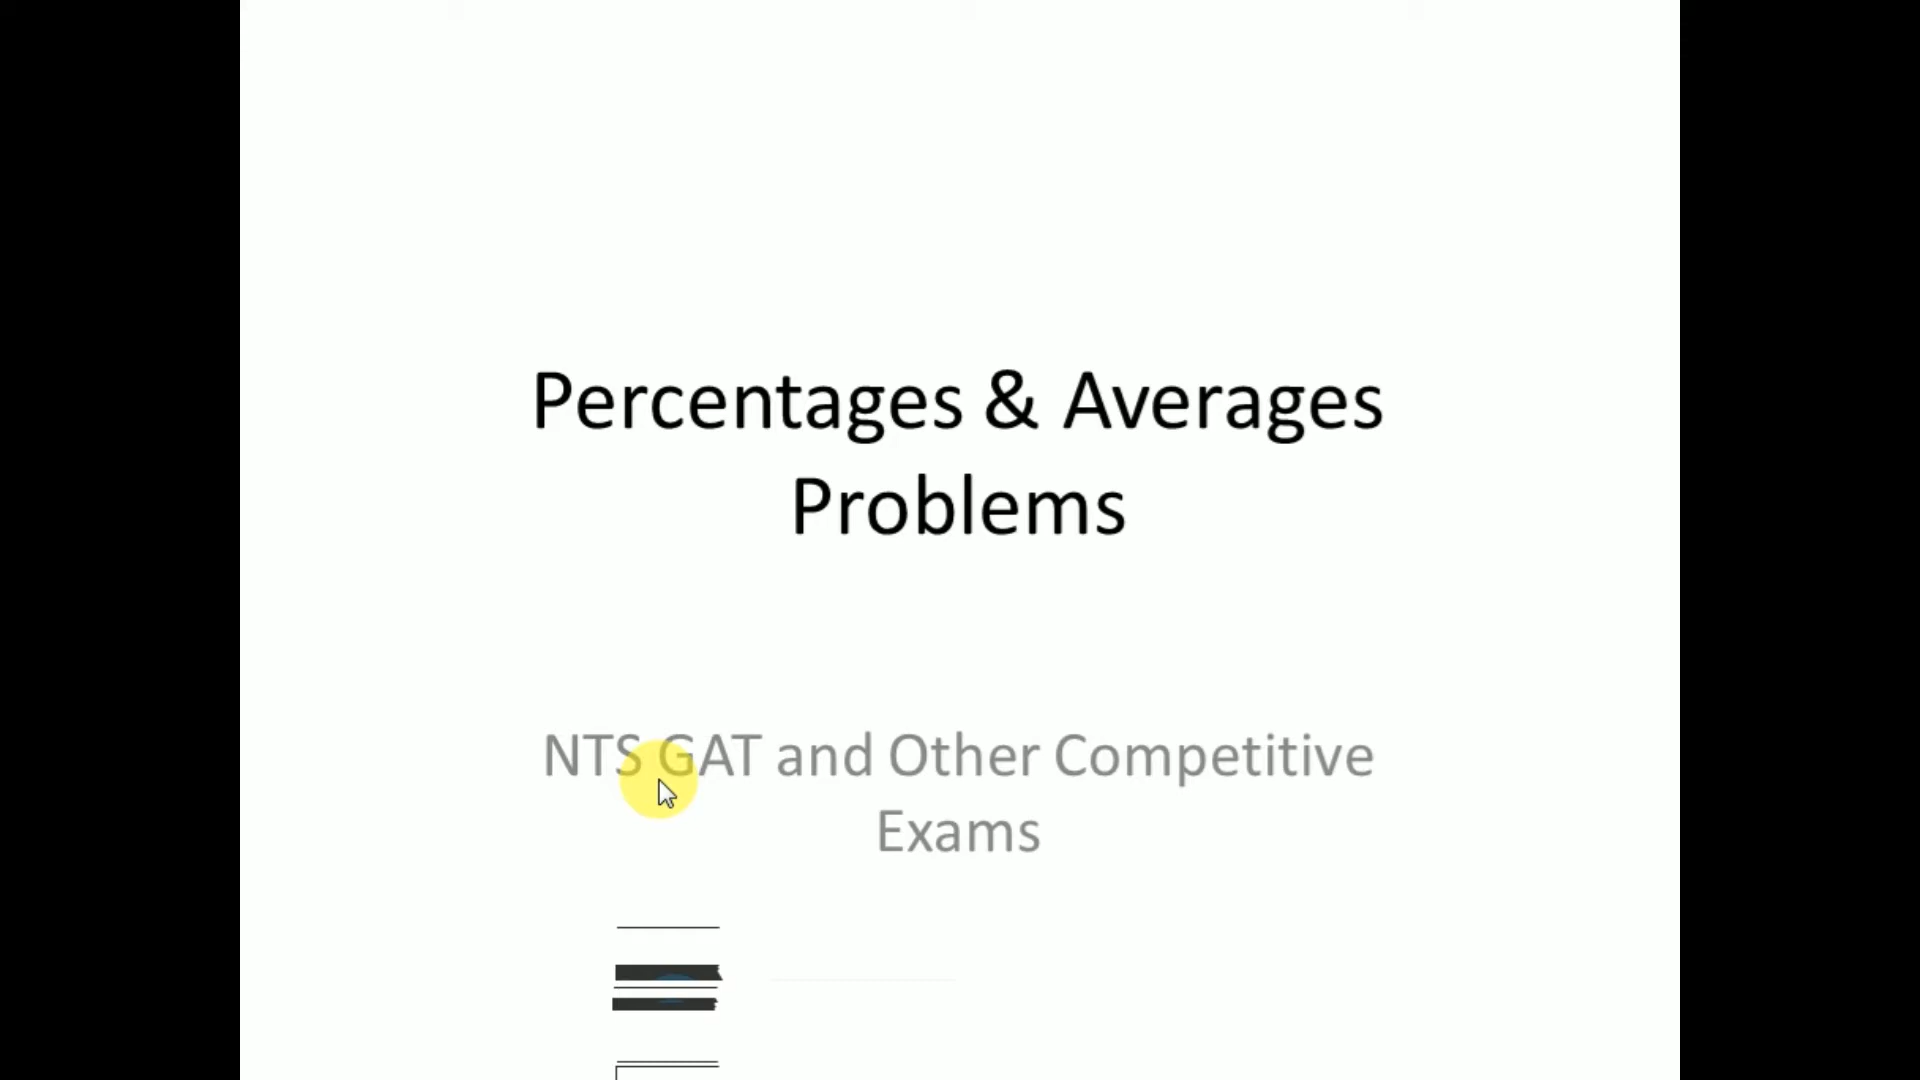 Percentages & Averages
Problems
NTS GAT and Other Competitive
Exams